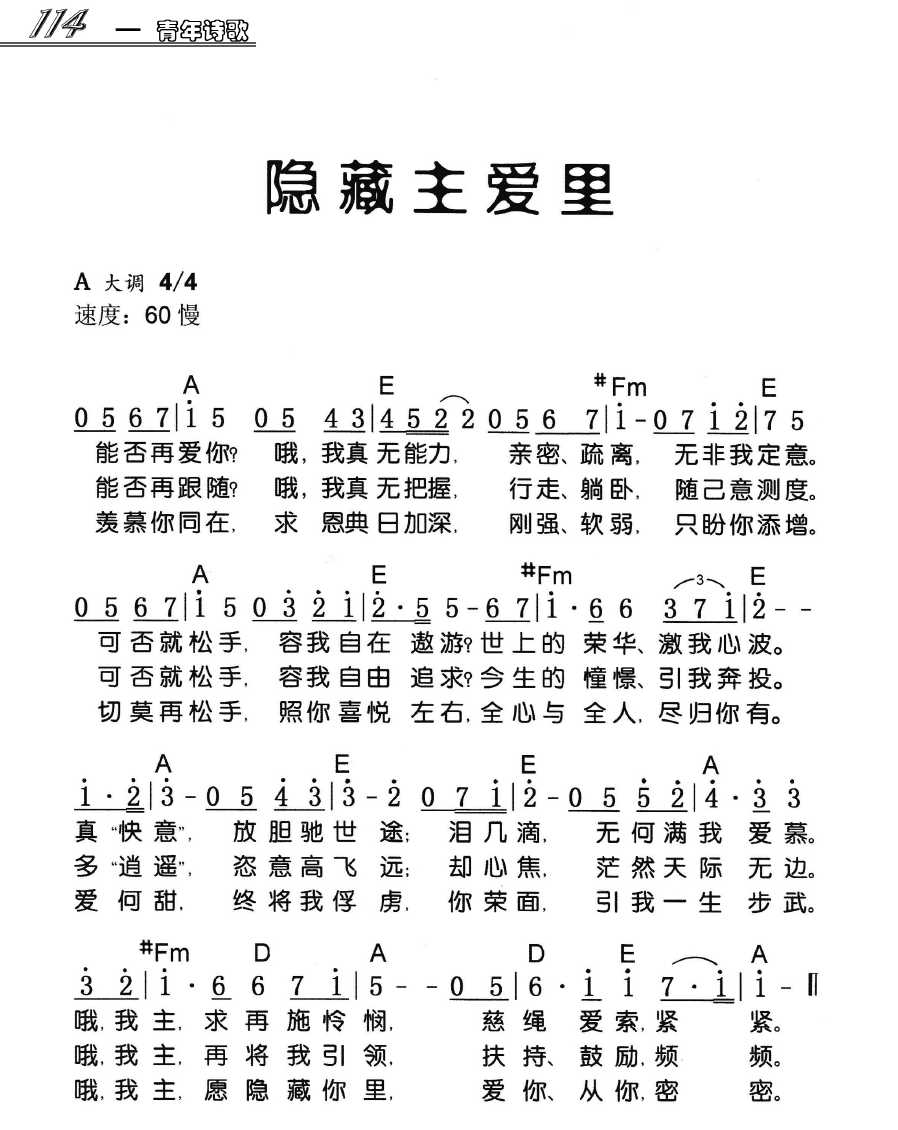 114 — 青年诗歌
隐藏主爱里
A 大调 4/4
速度：60 慢
A E #Fm E
0 5 6 7 | i 5 0 5 4 3 | 4 5 2 2 2 0 5 6 7 | i - 0 7 i 2̇ | 7 5
能否再爱你？ 哦，我真无能力， 亲密、疏离， 无非我定意。
能否再跟随？ 哦，我真无把握， 行走、躺卧， 随己意测度。
羡慕你同在， 求 恩典日加深， 刚强、软弱， 只盼你添增。
A E #Fm 3 E
0 5 6 7 | i 5 0 3̇ 2̇ i | 2̇ · 5 5 - 6 7 | i · 6 6 3 7 i | 2̇ - -
可否就松手， 容我自在 遨游？世上的 荣华、激我心波。
可否就松手， 容我自由 追求？今生的 憧憬、引我奔投。
切莫再松手， 照你喜悦 左右，全心与 全人，尽归你有。
A E E A
i · 2̇ | 3̇ - 0 5 4̇ 3̇ | 3̇ - 2̇ 0 7 i | 2̇ - 0 5 5̇ 2̇ | 4̇ · 3̇ 3̇
真“快意”， 放胆驰世途； 泪几滴， 无何满我 爱慕。
多“逍遥”， 恣意高飞远； 却心焦， 茫然天际 无边。
爱何甜， 终将我俘虏， 你荣面， 引我一生 步武。
#Fm D A D E A
3̇ 2̇ | i · 6 6 7 i | 5 - - 0 5 | 6 · i i 7 · i | i - ‖
哦，我主，求再施怜悯， 慈绳 爱索，紧 紧。
哦，我主，再将我引领， 扶持、鼓励，频 频。
哦，我主，愿隐藏你里， 爱你、从你，密 密。